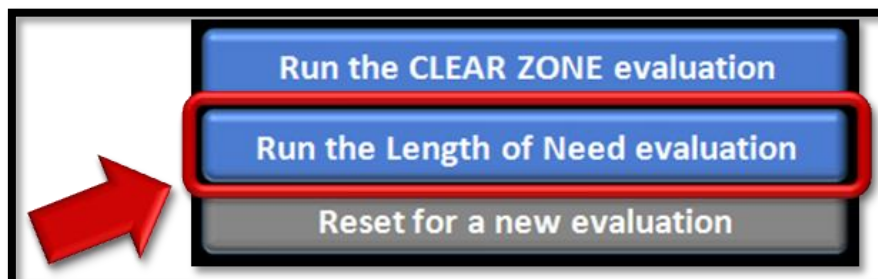 Run the CLEAR ZONE evaluation
Run the Length of Need evaluation
Reset for a new evaluation